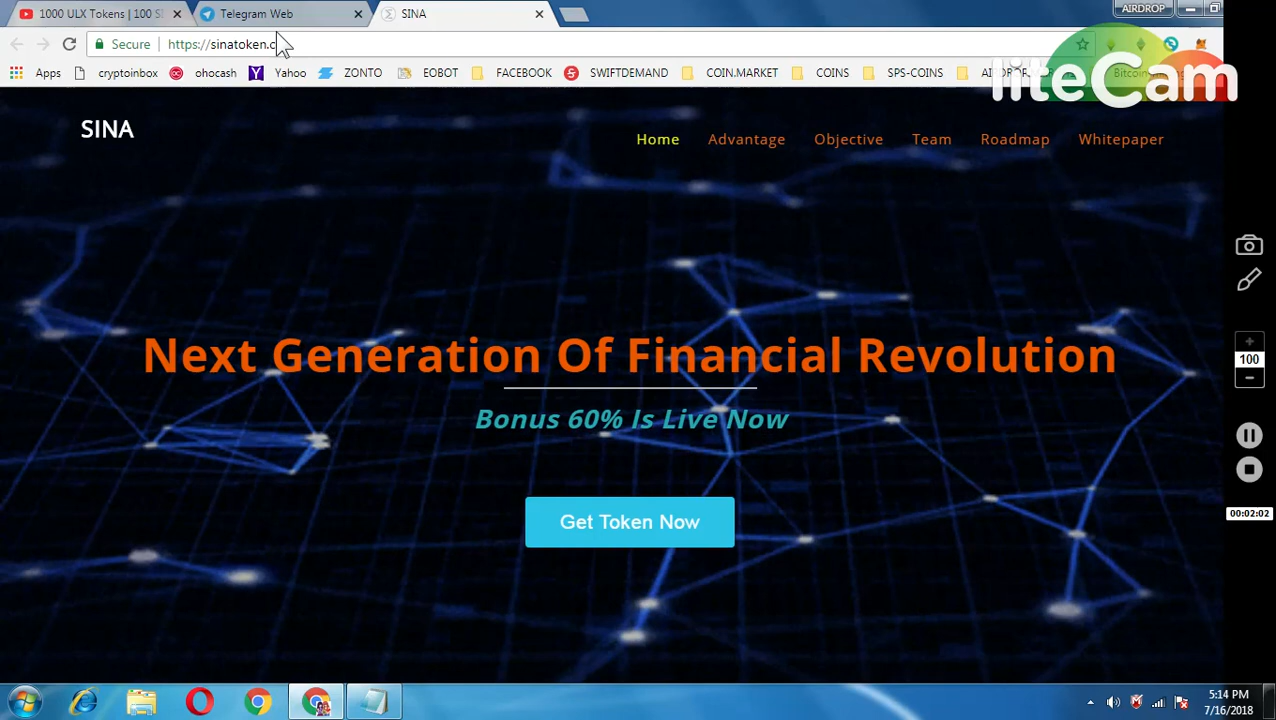 1000 ULX Tokens | 100 S
Telegram Web
SINA
AIRDROP
Secure
https://sinatoken.c
Apps
cryptoinbox
ohocash
Yahoo
ZONTO
EOBOT
FACEBOOK
SWIFTDEMAND
COIN.MARKET
COINS
SPS-COINS
liteCam
SINA
Home
Advantage
Objective
Team
Roadmap
Whitepaper
Next Generation Of Financial Revolution
Bonus 60% Is Live Now
Get Token Now
100
00:02:02
5:14 PM
7/16/2018